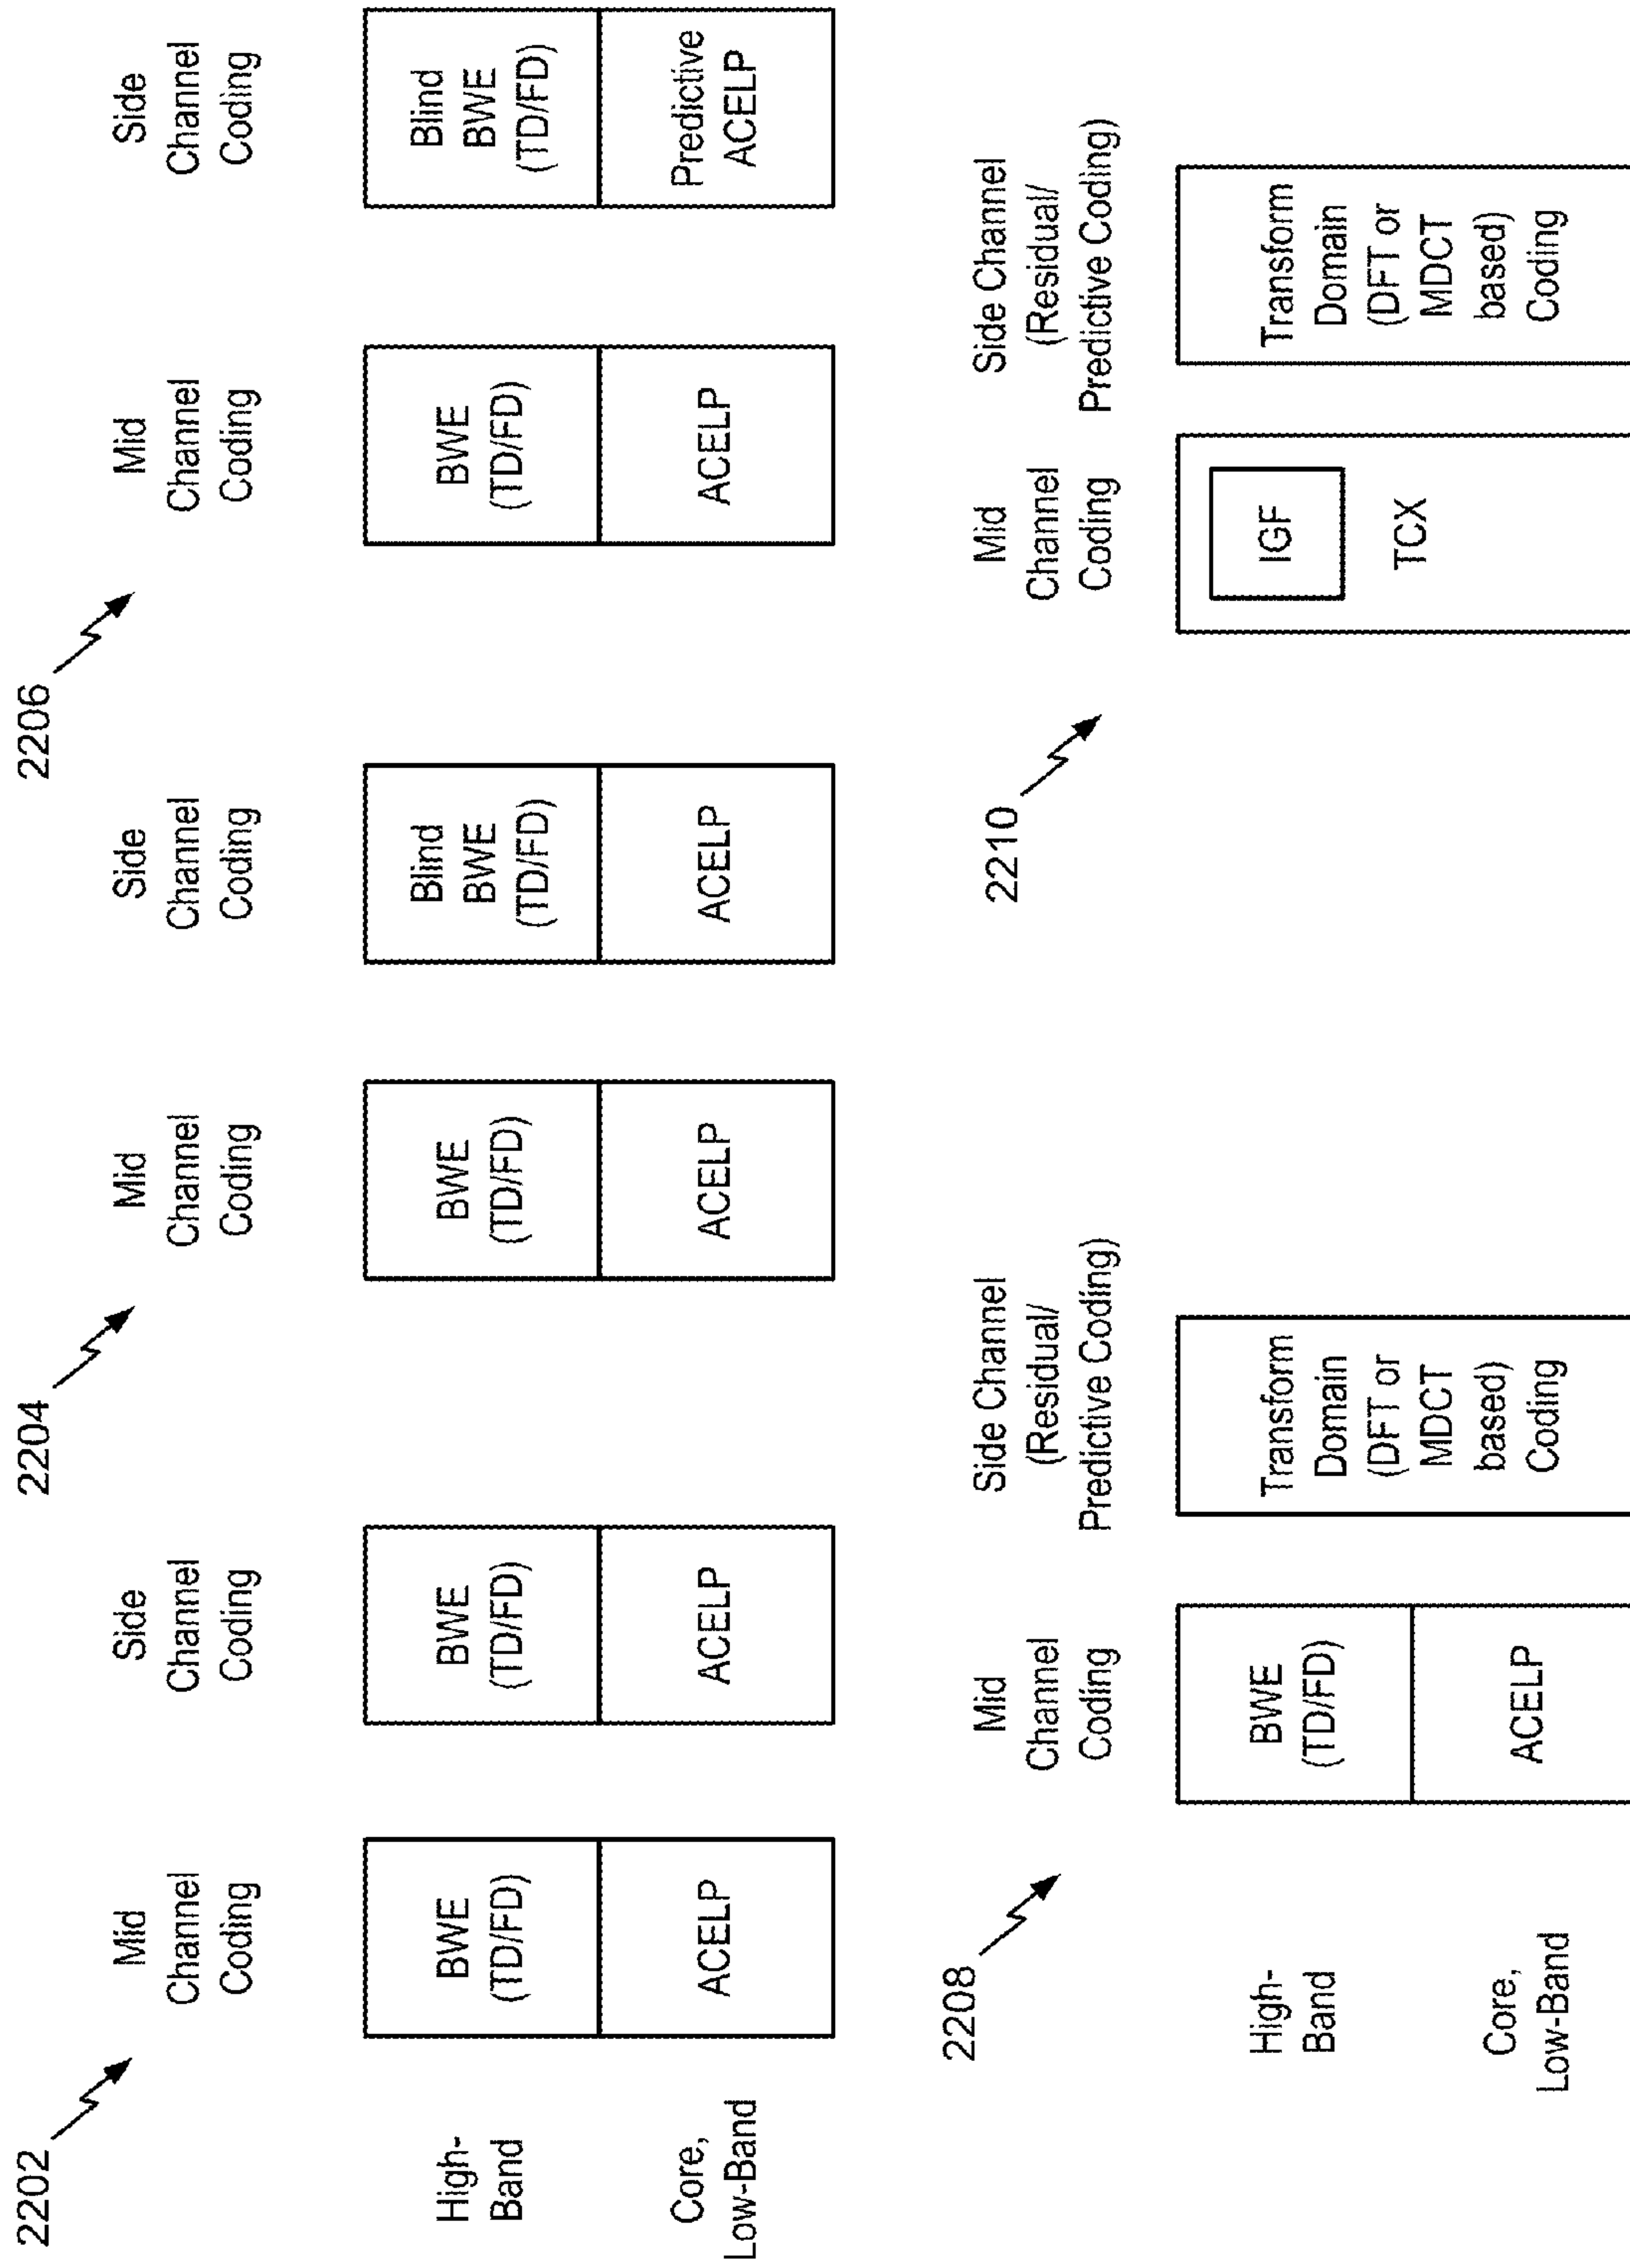 2202
Mid
Channel
Coding
Side
Channel
Coding
High-
Band
BWE
(TD/FD)
BWE
(TD/FD)
Core,
Low-Band
ACELP
ACELP
2204
Mid
Channel
Coding
Side
Channel
Coding
BWE
(TD/FD)
Blind
BWE
(TD/FD)
ACELP
ACELP
2206
Mid
Channel
Coding
Side
Channel
Coding
BWE
(TD/FD)
Blind
BWE
(TD/FD)
ACELP
Predictive
ACELP
2208
Mid
Channel
Coding
Side Channel
(Residual/
Predictive Coding)
High-
Band
BWE
(TD/FD)
Core,
Low-Band
ACELP
Transform
Domain
(DFT or
MDCT
based)
Coding
2210
Mid
Channel
Coding
Side Channel
(Residual/
Predictive Coding)
IGF
TCX
Transform
Domain
(DFT or
MDCT
based)
Coding